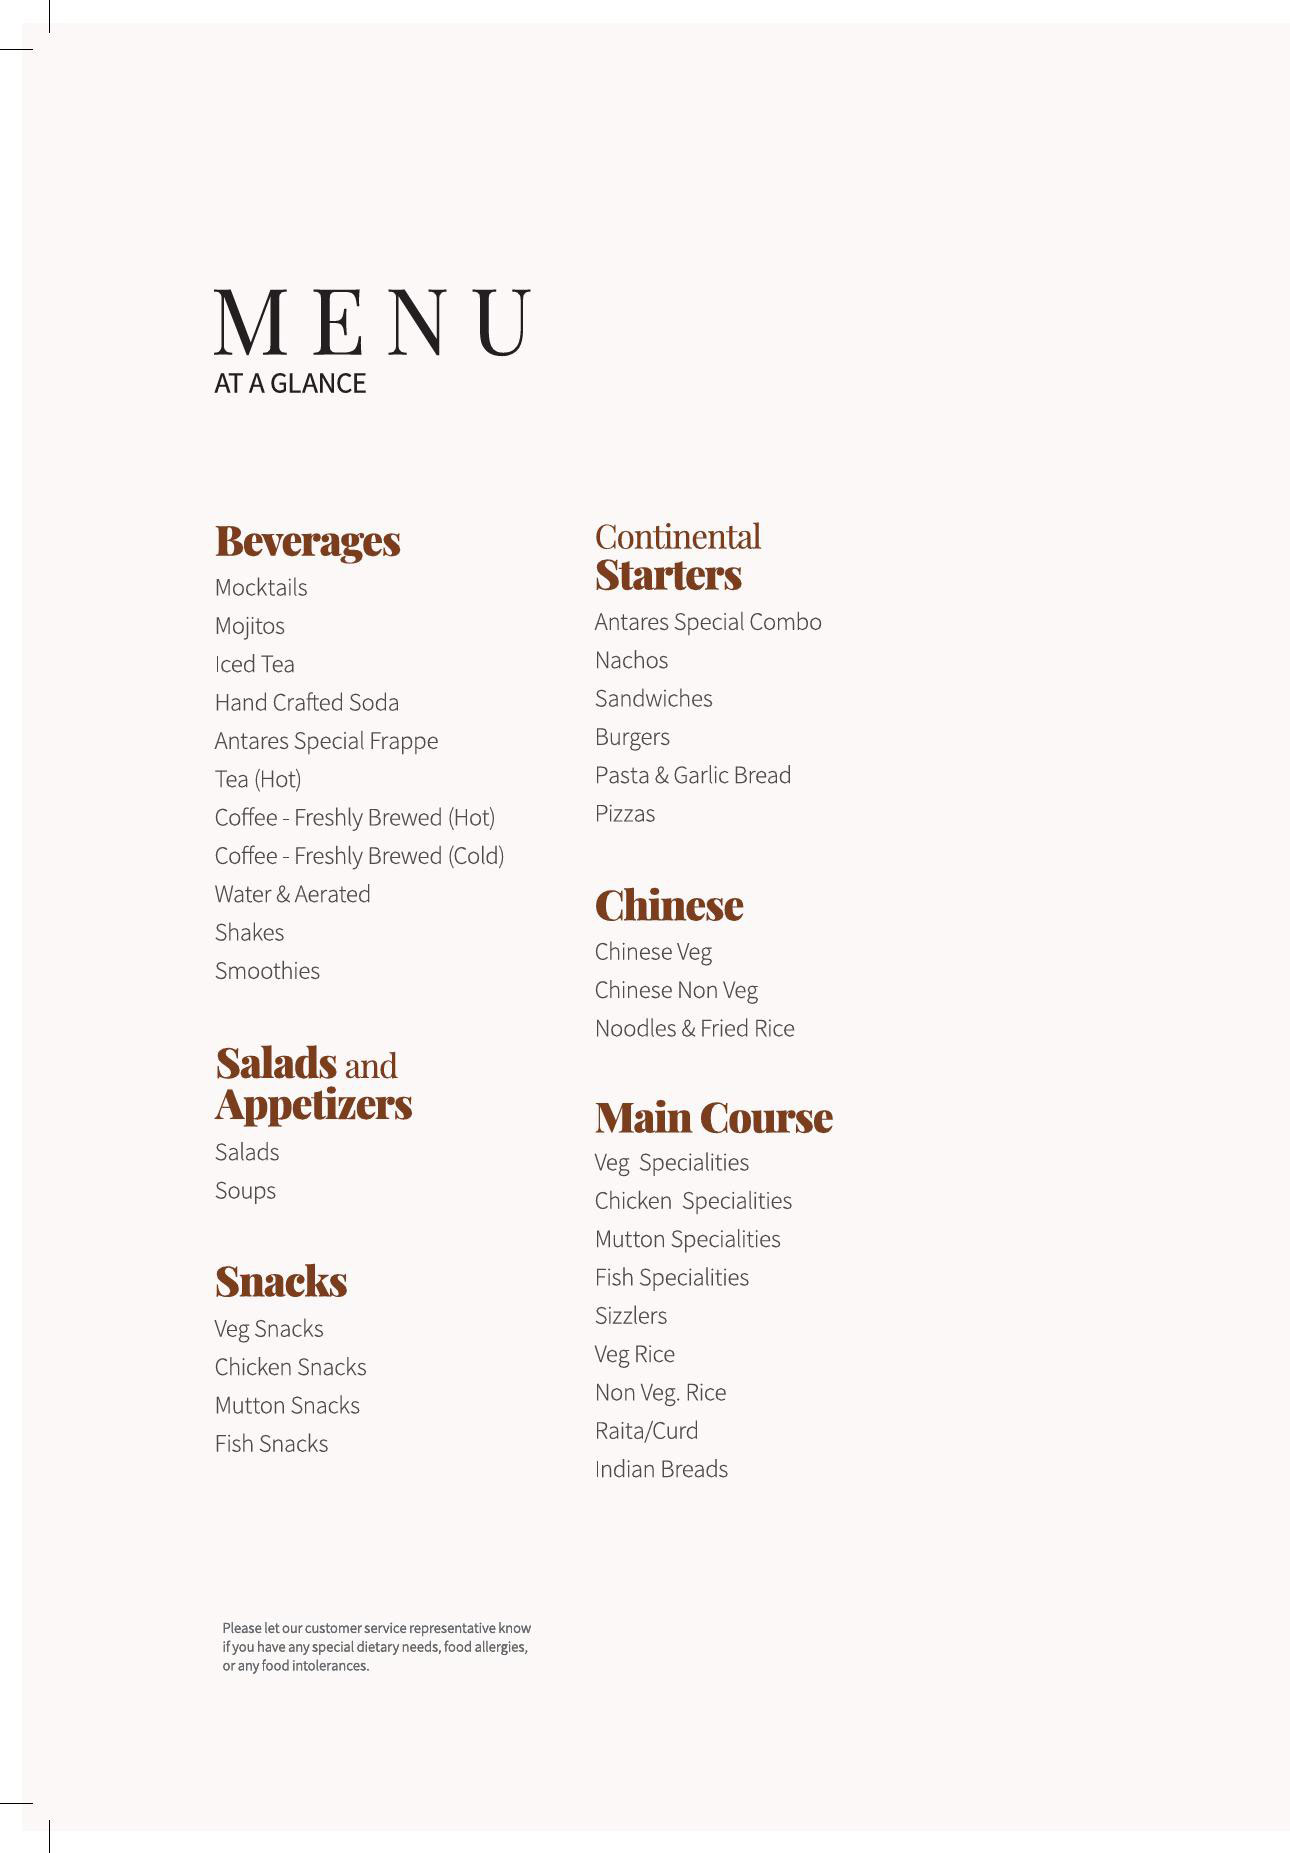 MENU
AT A GLANCE
Beverages
Mocktails
Mojitos
Iced Tea
Hand Crafted Soda
Antares Special Frappe
Tea (Hot)
Coffee - Freshly Brewed (Hot)
Coffee - Freshly Brewed (Cold)
Water & Aerated
Shakes
Smoothies
Salads and
Appetizers
Salads
Soups
Snacks
Veg Snacks
Chicken Snacks
Mutton Snacks
Fish Snacks
Continental
Starters
Antares Special Combo
Nachos
Sandwiches
Burgers
Pasta & Garlic Bread
Pizzas
Chinese
Chinese Veg
Chinese Non Veg
Noodles & Fried Rice
Main Course
Veg  Specialities
Chicken  Specialities
Mutton Specialities
Fish Specialities
Sizzlers
Veg Rice
Non Veg. Rice
Raita/Curd
Indian Breads
Please let our customer service representative know
if you have any special dietary needs, food allergies,
or any food intolerances.